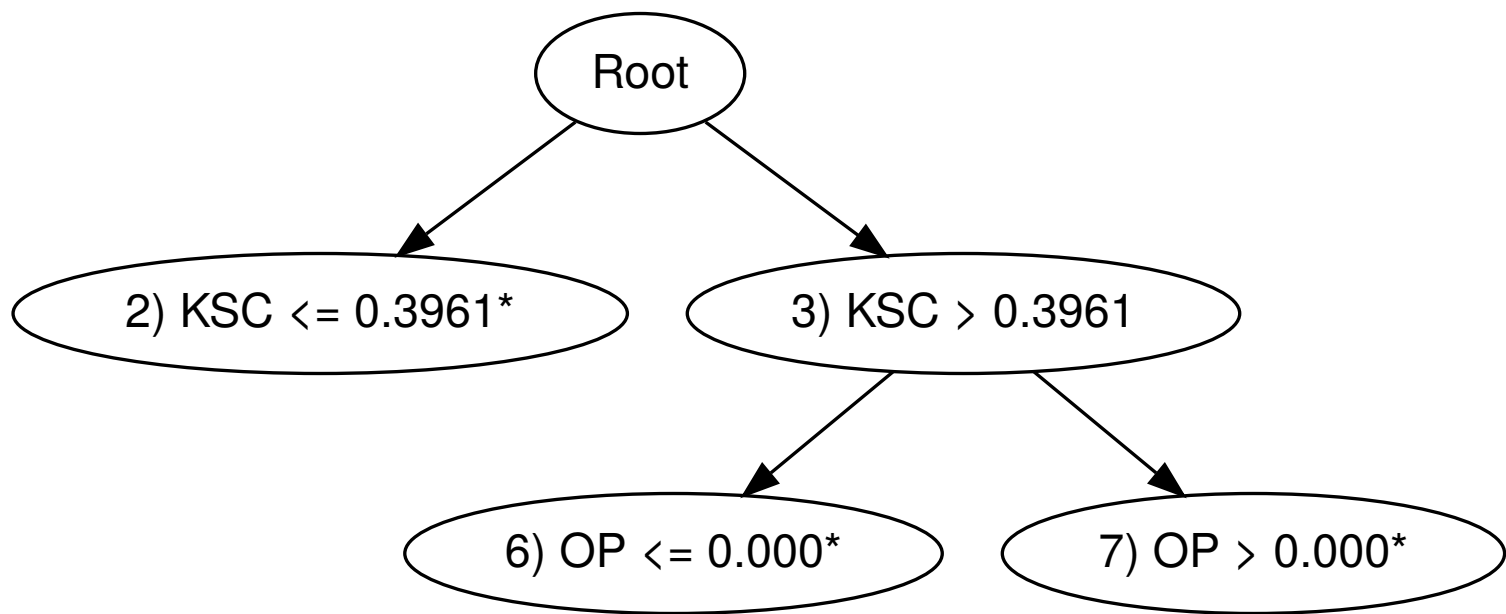 Root
2) KSC <= 0.3961*
3) KSC > 0.3961
6) OP <= 0.000*
7) OP > 0.000*